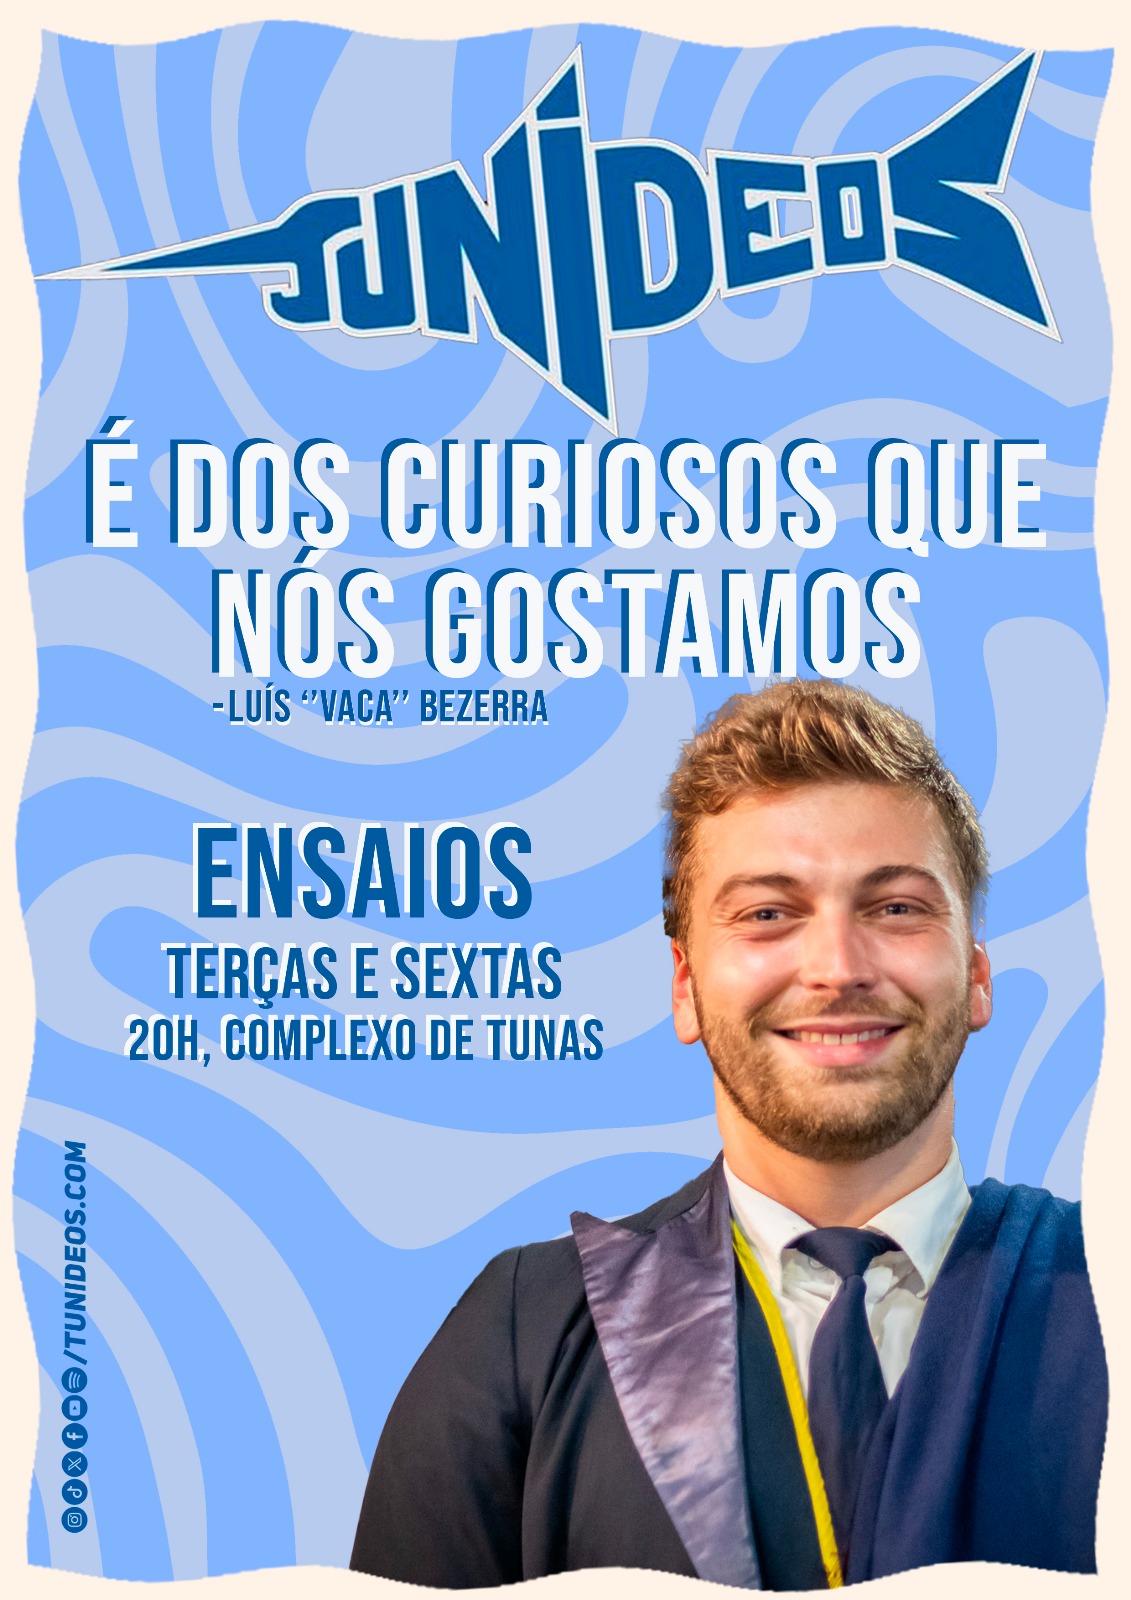 TUNIDEOS
É DOS CURIOSOS QUE
NÓS GOSTAMOS
-LUÍS ‘’VACA’’ BEZERRA
ENSAIOS
TERÇAS E SEXTAS
20H, COMPLEXO DE TUNAS
/TUNIDEOS.COM